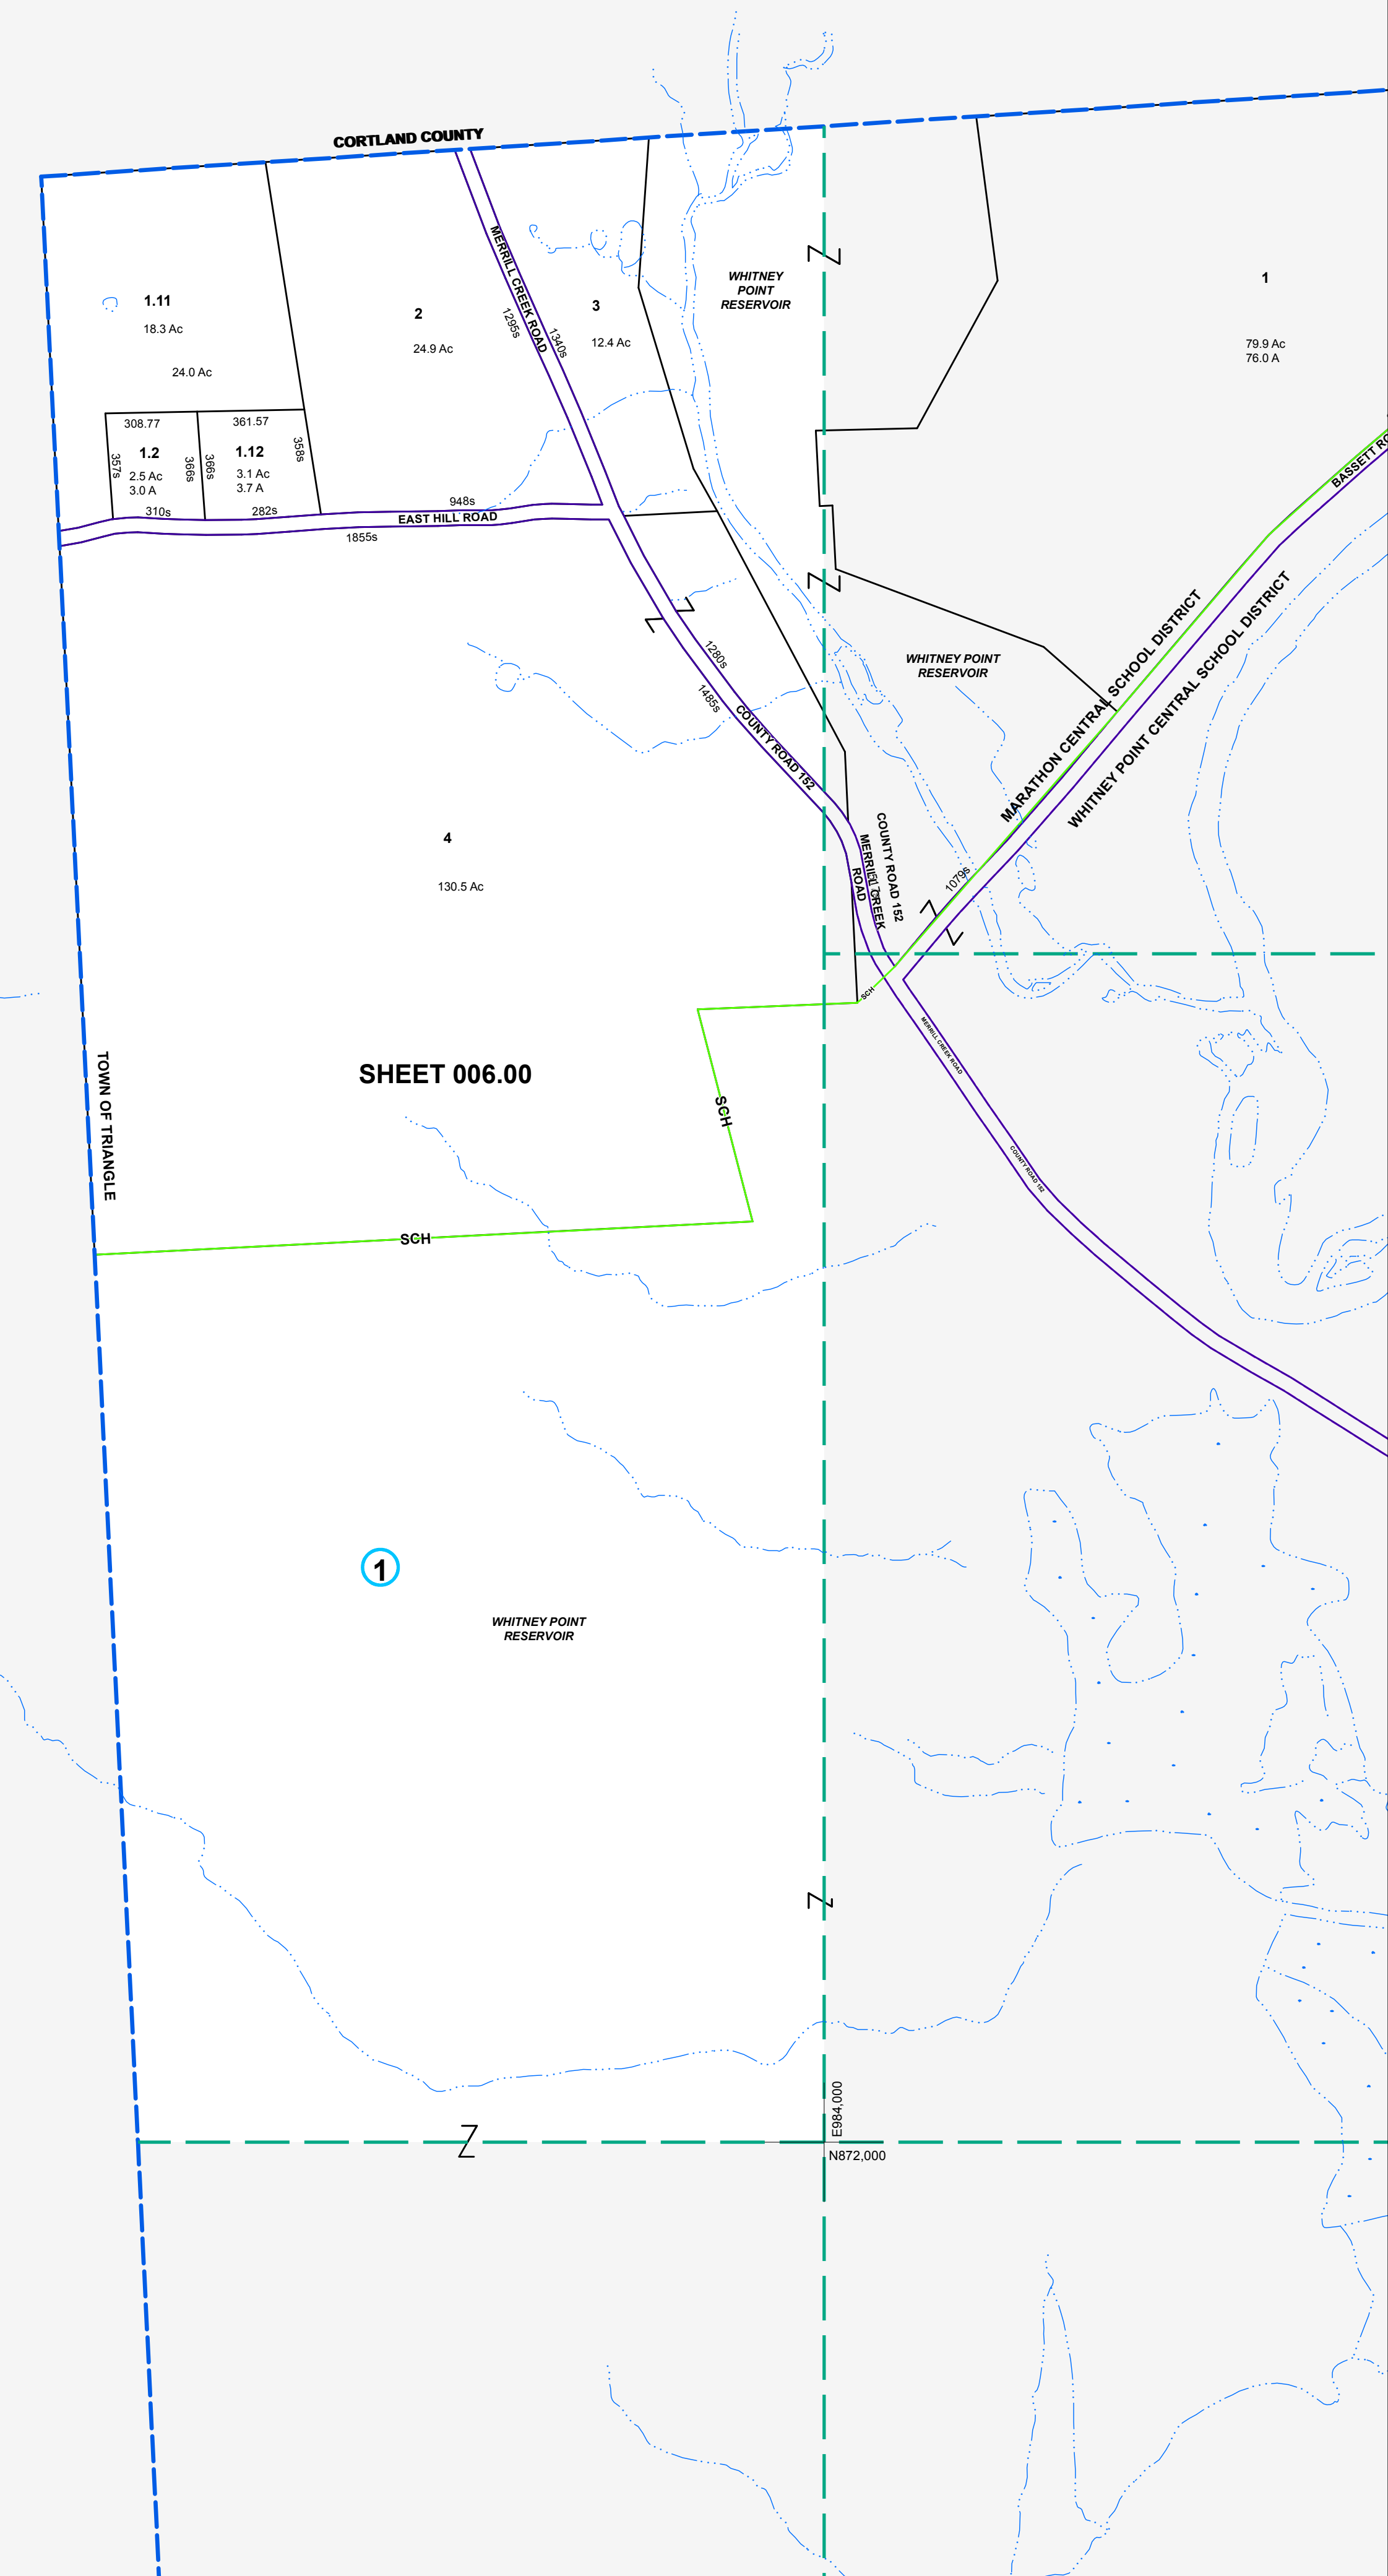 CORTLAND COUNTY
MERRILL CREEK ROAD
1295s
1340s
WHITNEY
POINT
RESERVOIR
1
79.9 Ac
76.0 A
1.11
18.3 Ac
24.0 Ac
2
24.9 Ac
3
12.4 Ac
308.77
361.57
1.2
2.5 Ac
3.0 A
357s
366s
366s
1.12
3.1 Ac
3.7 A
358s
310s
282s
948s
EAST HILL ROAD
1855s
BASSETT RO
MARATHON CENTRAL SCHOOL DISTRICT
WHITNEY POINT CENTRAL SCHOOL DISTRICT
WHITNEY POINT
RESERVOIR
1280s
1485s
COUNTY ROAD 152
4
130.5 Ac
COUNTY ROAD 152
MERRILL CREEK
ROAD
1079s
SCH
MERRILL CREEK ROAD
COUNTY ROAD 152
SHEET 006.00
TOWN OF TRIANGLE
SCH
SCH
1
WHITNEY POINT
RESERVOIR
E984,000
N872,000